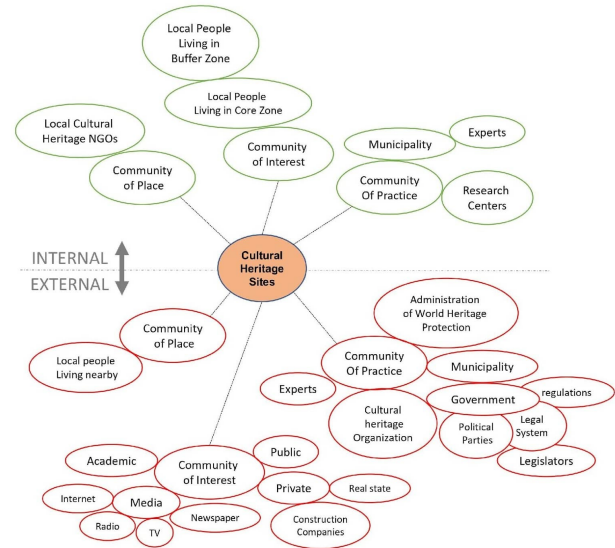 Local People
Living in
Buffer Zone
Local People
Living in Core Zone
Community
of Interest
Local Cultural
Heritage NGOs
Community
of Place
Municipality
Experts
Community
Of Practice
Research
Centers
INTERNAL
EXTERNAL
Cultural
Heritage
Sites
Community
of Place
Local people
Living nearby
Administration
of World Heritage
Protection
Community
Of Practice
Municipality
Experts
Government
regulations
Cultural
heritage
Organization
Political
Parties
Legal
System
Legislators
Academic
Community
of Interest
Public
Private
Real state
Internet
Media
Newspaper
Radio
TV
Construction
Companies